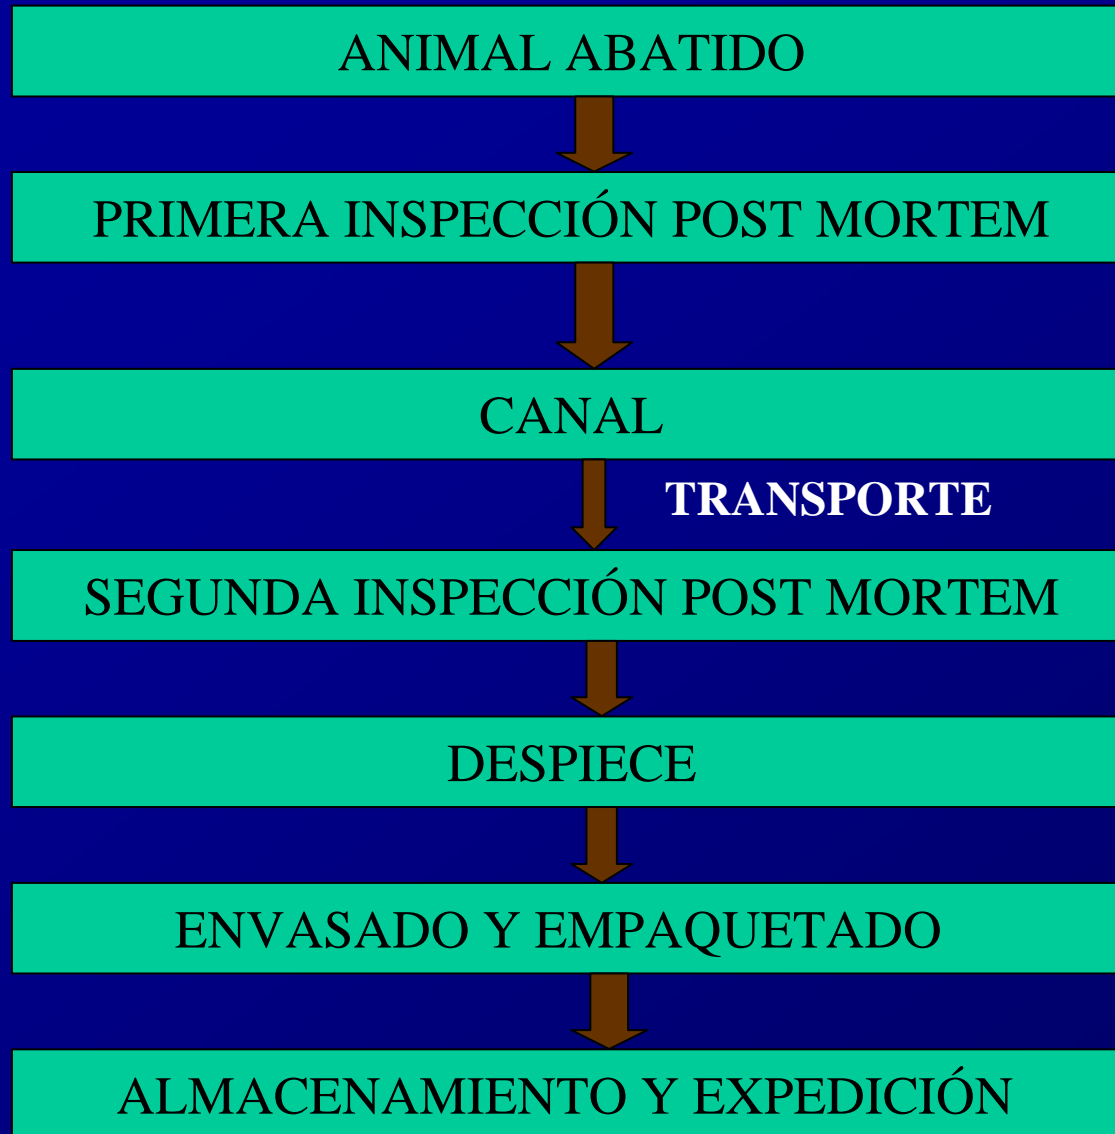 ANIMAL ABATIDO
PRIMERA INSPECCIÓN POST MORTEM
CANAL
TRANSPORTE
SEGUNDA INSPECCIÓN POST MORTEM
DESPIECE
ENVASADO Y EMPAQUETADO
ALMACENAMIENTO Y EXPEDICIÓN